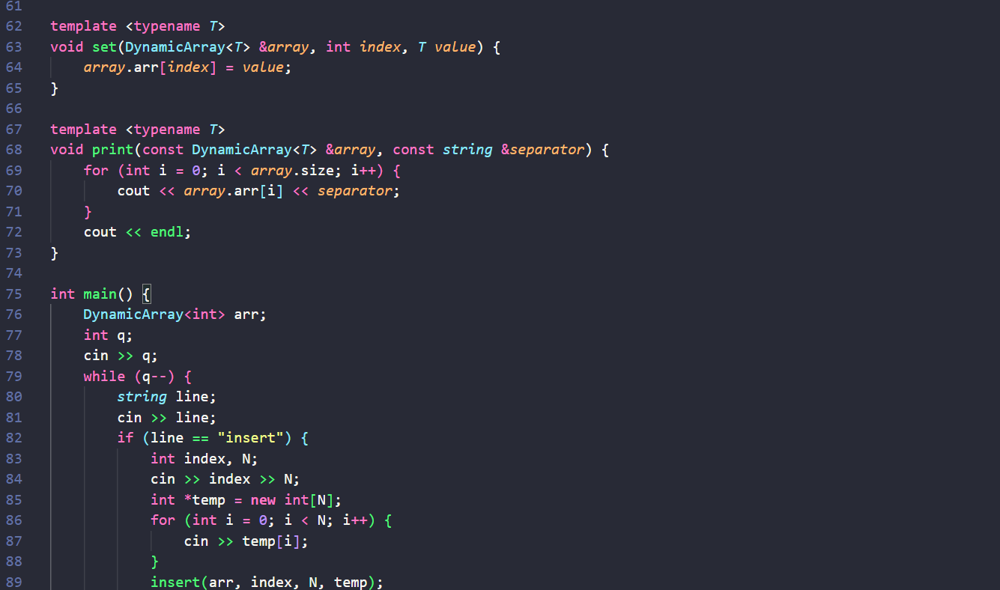 61
62 template <typename T>
63 void set(DynamicArray<T> &array, int index, T value) {
64     array.arr[index] = value;
65 }
66
67 template <typename T>
68 void print(const DynamicArray<T> &array, const string &separator) {
69     for (int i = 0; i < array.size; i++) {
70         cout << array.arr[i] << separator;
71     }
72     cout << endl;
73 }
74
75 int main() {
76     DynamicArray<int> arr;
77     int q;
78     cin >> q;
79     while (q--) {
80         string line;
81         cin >> line;
82         if (line == "insert") {
83             int index, N;
84             cin >> index >> N;
85             int *temp = new int[N];
86             for (int i = 0; i < N; i++) {
87                 cin >> temp[i];
88             }
89             insert(arr, index, N, temp);